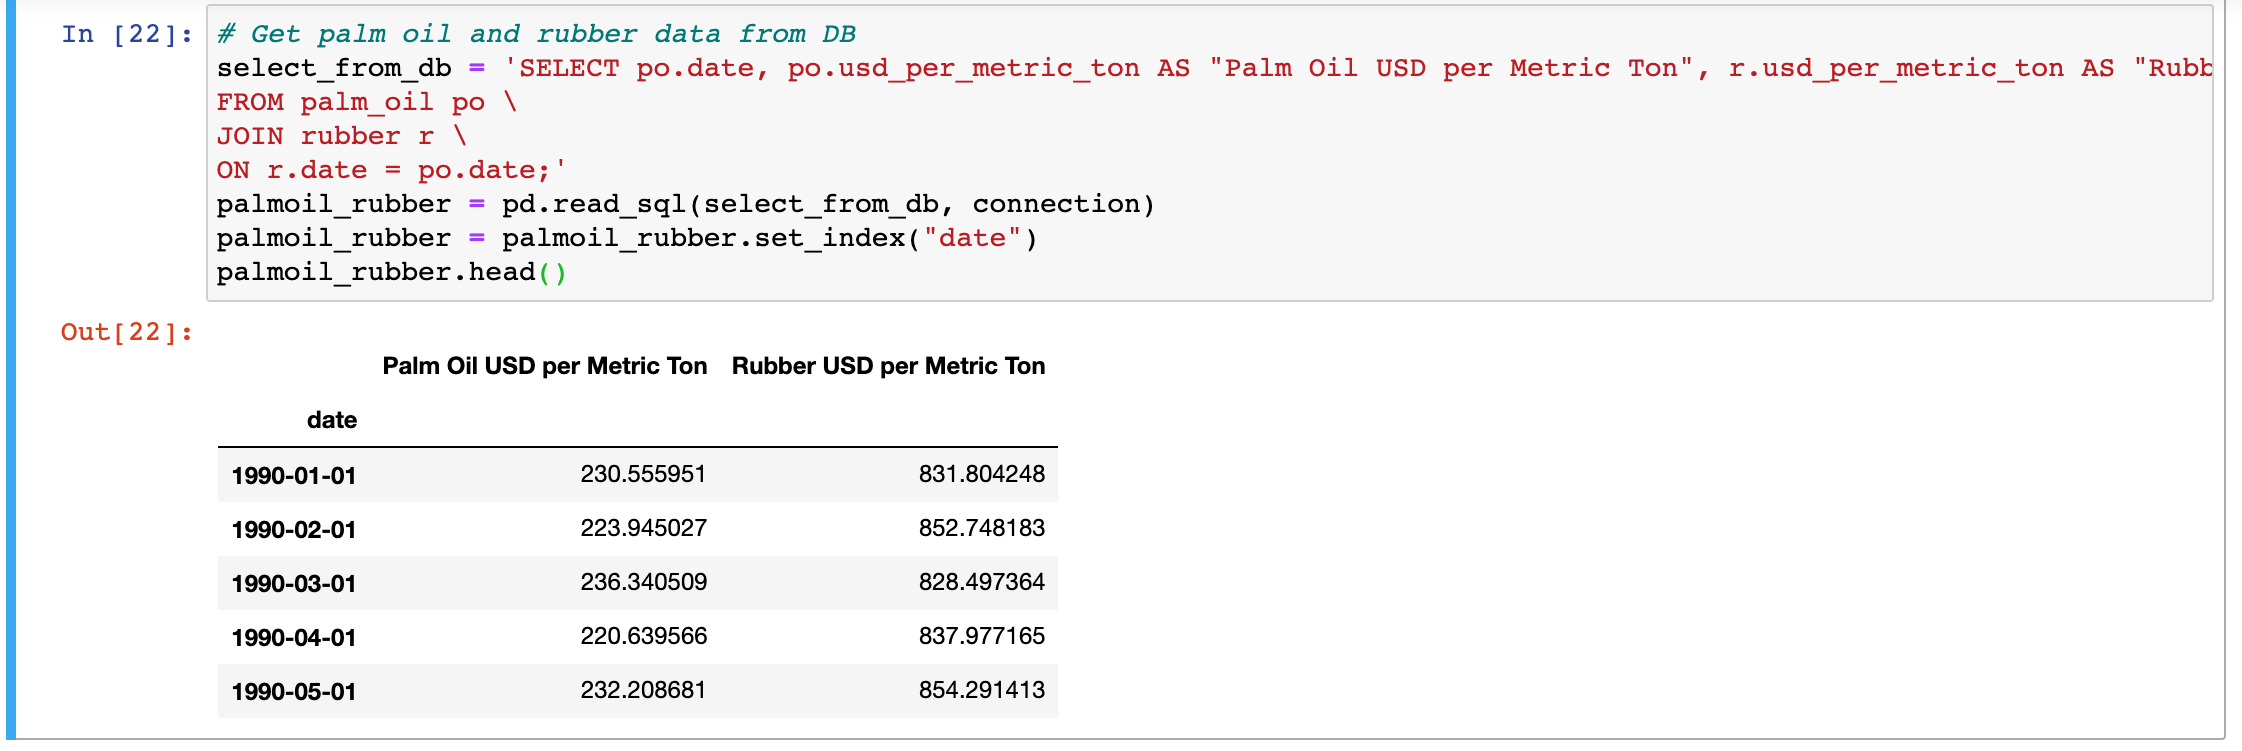 In [22]: # Get palm oil and rubber data from DB
select_from_db = 'SELECT po.date, po.usd_per_metric_ton AS "Palm Oil USD per Metric Ton", r.usd_per_metric_ton AS "Rubb
FROM palm_oil po \
JOIN rubber r \
ON r.date = po.date;'
palmoil_rubber = pd.read_sql(select_from_db, connection)
palmoil_rubber = palmoil_rubber.set_index("date")
palmoil_rubber.head()
Out[22]:
Palm Oil USD per Metric Ton Rubber USD per Metric Ton
date
1990-01-01 230.555951 831.804248
1990-02-01 223.945027 852.748183
1990-03-01 236.340509 828.497364
1990-04-01 220.639566 837.977165
1990-05-01 232.208681 854.291413